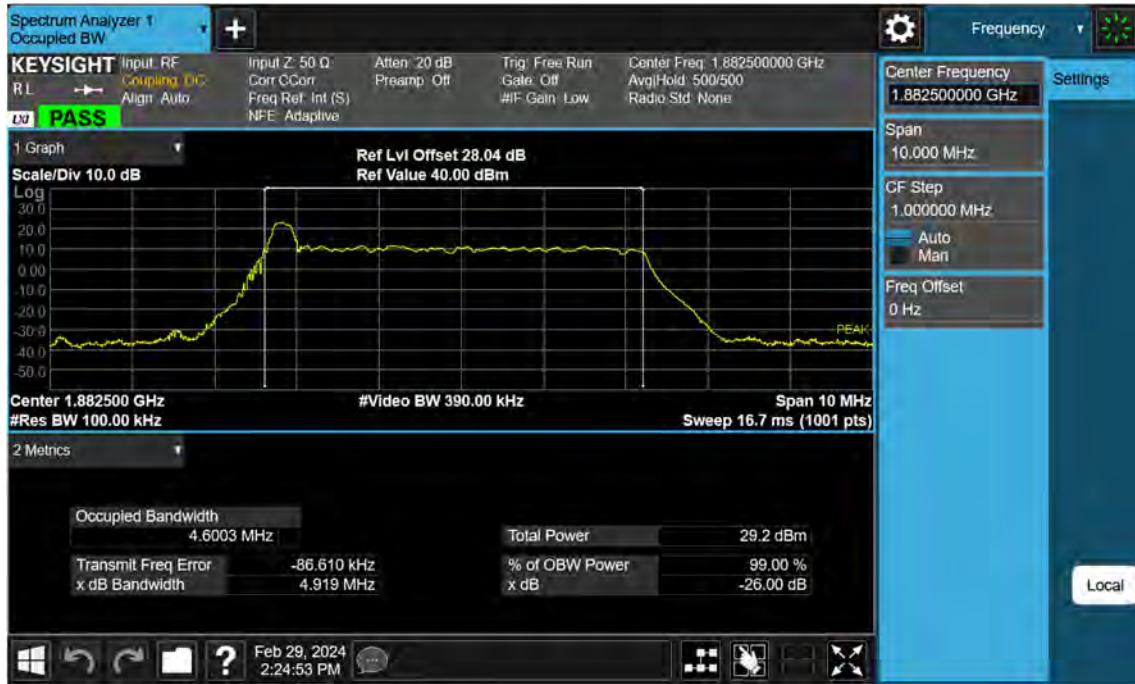 Spectrum Analyzer 1
Occupied BW
+
Frequency
KEYSIGHT
R L
LXI
PASS
Input: RF
Coupling: DC
Align: Auto
Input Z: 50 Ω
Corr CCorr
Freq Ref: Int (S)
NFE: Adaptive
Atten: 20 dB
Preamp: Off
Trig: Free Run
Gate: Off
#IF Gain: Low
Center Freq: 1.882500000 GHz
Avg|Hold: 500/500
Radio Std: None
Center Frequency
1.882500000 GHz
Settings
Span
10.000 MHz
CF Step
1.000000 MHz
Auto
Man
Freq Offset
0 Hz
Local
1 Graph
Scale/Div 10.0 dB
Ref Lvl Offset 28.04 dB
Ref Value 40.00 dBm
Log
30.0
20.0
10.0
0.00
-10.0
-20.0
-30.0
-40.0
-50.0
PEAK
Center 1.882500 GHz
#Video BW 390.00 kHz
Span 10 MHz
#Res BW 100.00 kHz
Sweep 16.7 ms (1001 pts)
2 Metrics
Occupied Bandwidth
4.6003 MHz
Total Power 29.2 dBm
Transmit Freq Error -86.610 kHz
% of OBW Power 99.00 %
x dB Bandwidth 4.919 MHz
x dB -26.00 dB
?
Feb 29, 2024
2:24:53 PM